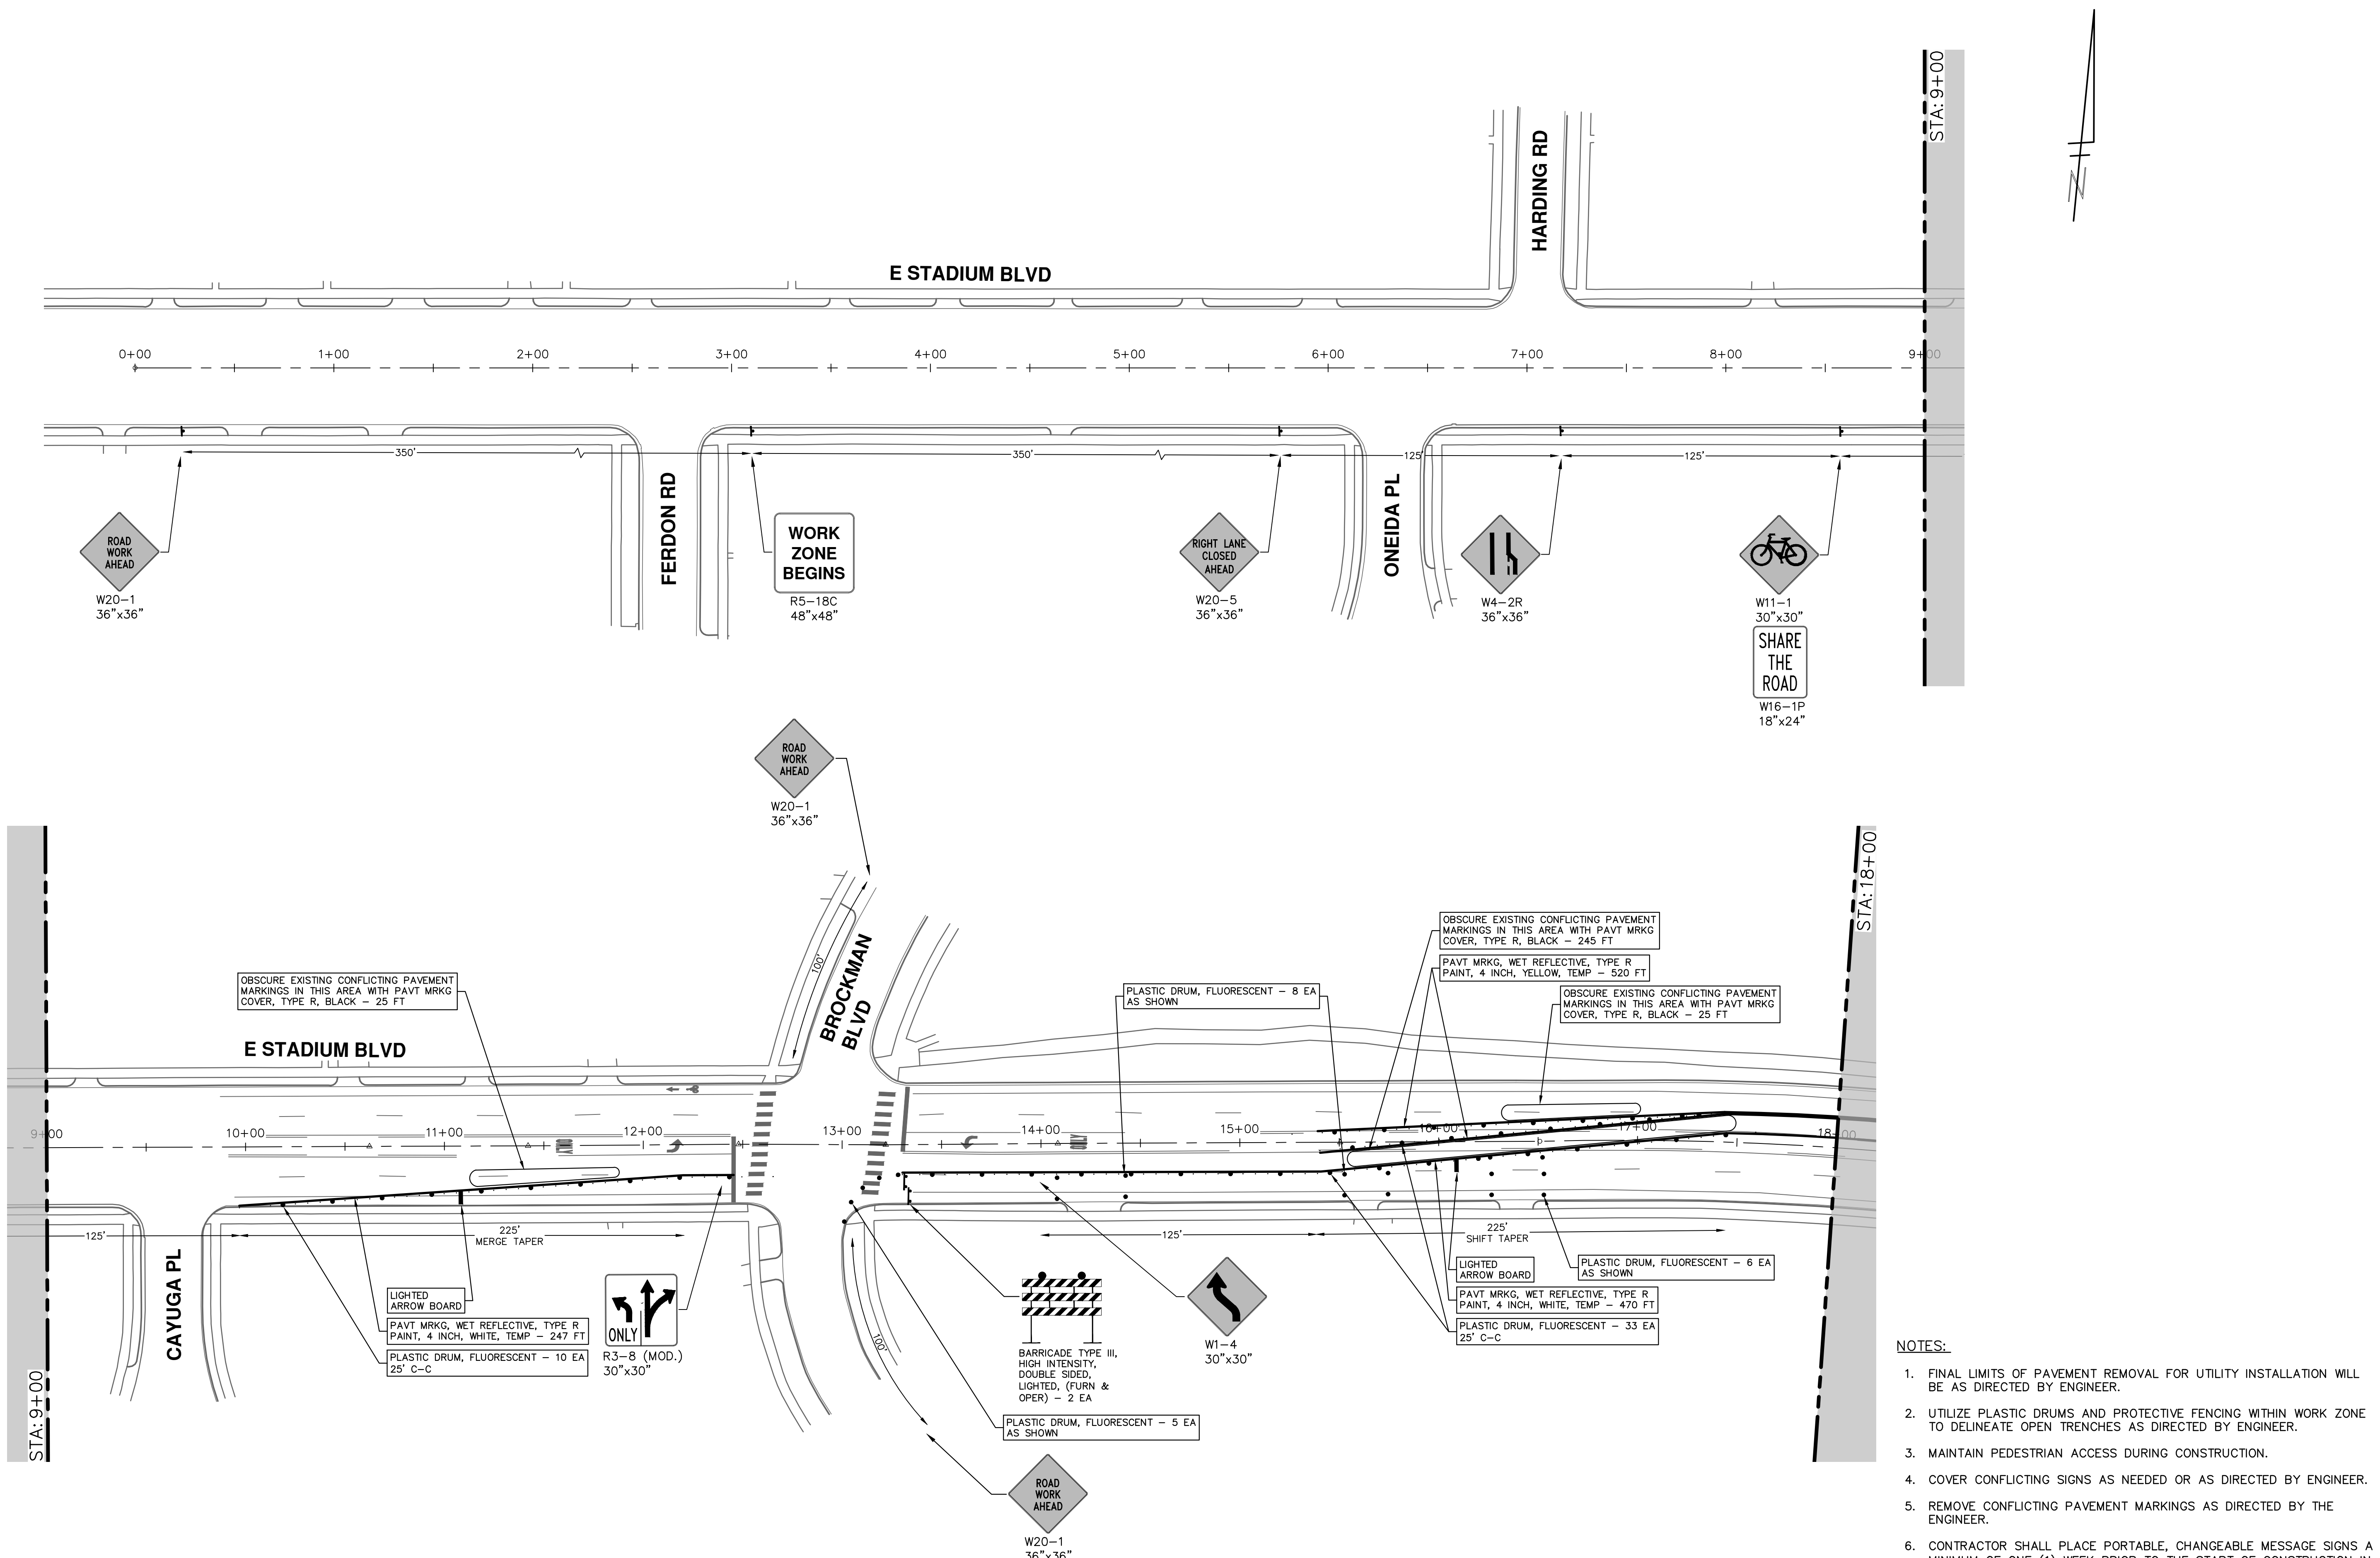 STA: 9+00
HARDING RD
E STADIUM BLVD
0+00
1+00
2+00
3+00
4+00
5+00
6+00
7+00
8+00
9+00
350'
350'
125'
125'
FERDON RD
ONEIDA PL
ROAD
WORK
AHEAD
W20-1
36"x36"
WORK
ZONE
BEGINS
R5-18C
48"x48"
RIGHT LANE
CLOSED
AHEAD
W20-5
36"x36"
W4-2R
36"x36"
W11-1
30"x30"
SHARE
THE
ROAD
W16-1P
18"x24"
N
ROAD
WORK
AHEAD
W20-1
36"x36"
STA:18+00
100'
BROCKMAN
BLVD
OBSCURE EXISTING CONFLICTING PAVEMENT
MARKINGS IN THIS AREA WITH PAVT MRKG
COVER, TYPE R, BLACK – 25 FT
E STADIUM BLVD
PLASTIC DRUM, FLUORESCENT – 8 EA
AS SHOWN
OBSCURE EXISTING CONFLICTING PAVEMENT
MARKINGS IN THIS AREA WITH PAVT MRKG
COVER, TYPE R, BLACK – 245 FT
PAVT MRKG, WET REFLECTIVE, TYPE R
PAINT, 4 INCH, YELLOW, TEMP – 520 FT
OBSCURE EXISTING CONFLICTING PAVEMENT
MARKINGS IN THIS AREA WITH PAVT MRKG
COVER, TYPE R, BLACK – 25 FT
9+00
10+00
11+00
12+00
13+00
14+00
15+00
16+00
17+00
18+00
125'
225'
MERGE TAPER
125'
225'
SHIFT TAPER
CAYUGA PL
STA: 9+00
LIGHTED
ARROW BOARD
PAVT MRKG, WET REFLECTIVE, TYPE R
PAINT, 4 INCH, WHITE, TEMP – 247 FT
PLASTIC DRUM, FLUORESCENT – 10 EA
25' C-C
ONLY
R3-8 (MOD.)
30"x30"
100'
BARRICADE TYPE III,
HIGH INTENSITY,
DOUBLE SIDED,
LIGHTED, (FURN &
OPER) – 2 EA
PLASTIC DRUM, FLUORESCENT – 5 EA
AS SHOWN
W1-4
30"x30"
LIGHTED
ARROW BOARD
PLASTIC DRUM, FLUORESCENT – 6 EA
AS SHOWN
PAVT MRKG, WET REFLECTIVE, TYPE R
PAINT, 4 INCH, WHITE, TEMP – 470 FT
PLASTIC DRUM, FLUORESCENT – 33 EA
25' C-C
ROAD
WORK
AHEAD
W20-1
36"x36"
NOTES:
1. FINAL LIMITS OF PAVEMENT REMOVAL FOR UTILITY INSTALLATION WILL
BE AS DIRECTED BY ENGINEER.
2. UTILIZE PLASTIC DRUMS AND PROTECTIVE FENCING WITHIN WORK ZONE
TO DELINEATE OPEN TRENCHES AS DIRECTED BY ENGINEER.
3. MAINTAIN PEDESTRIAN ACCESS DURING CONSTRUCTION.
4. COVER CONFLICTING SIGNS AS NEEDED OR AS DIRECTED BY ENGINEER.
5. REMOVE CONFLICTING PAVEMENT MARKINGS AS DIRECTED BY THE
ENGINEER.
6. CONTRACTOR SHALL PLACE PORTABLE, CHANGEABLE MESSAGE SIGNS A
MINIMUM OF ONE (1) WEEK PRIOR TO THE START OF CONSTRUCTION IN